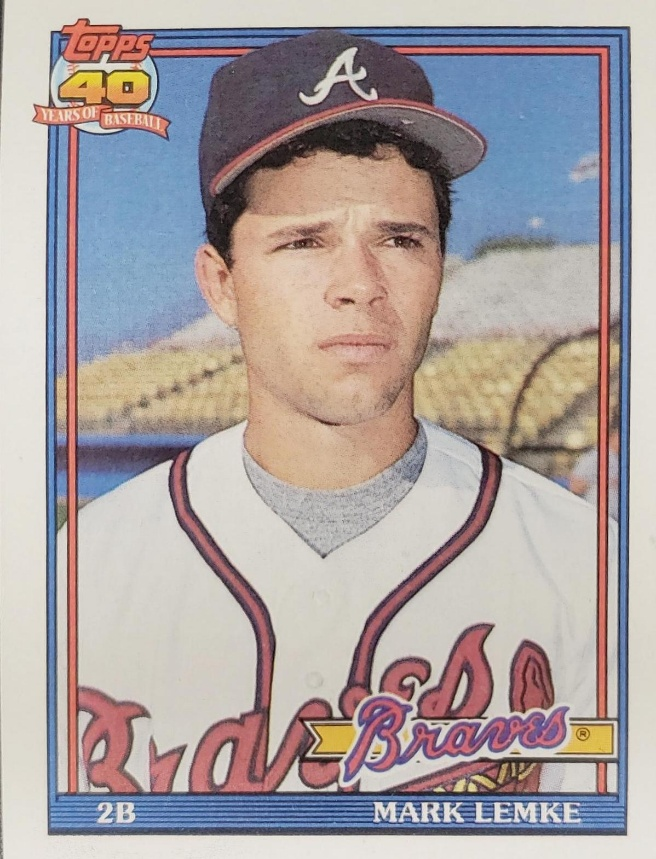 TOPPS
40
YEARS OF BASEBALL
A
Braves
Braves ®
2B MARK LEMKE